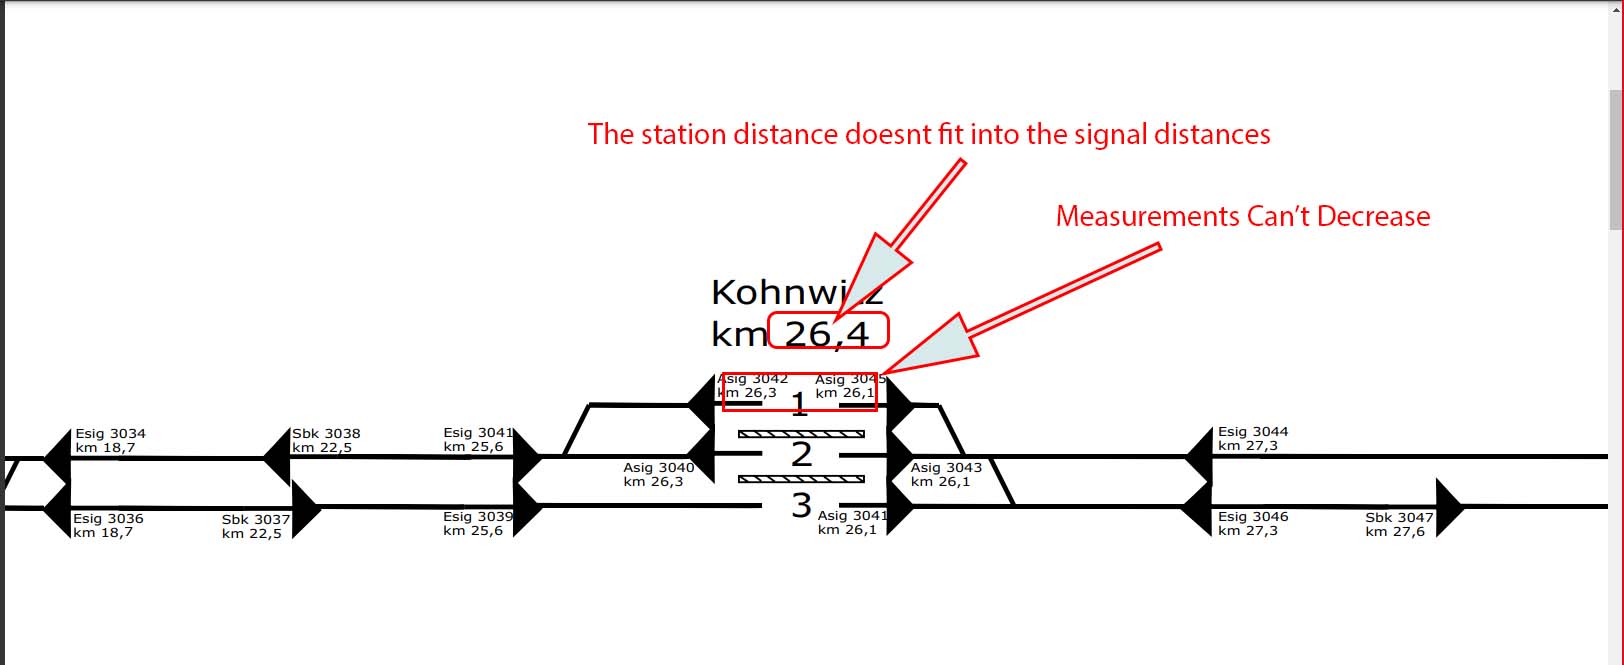 The station distance doesnt fit into the signal distances
Measurements Can't Decrease
km 26,4
Asig 3042
km 26,3
Asig 3045
km 26,1
1
Esig 3034
km 18,7
Sbk 3038
km 22,5
Esig 3041
km 25,6
Esig 3044
km 27,3
2
Asig 3040
km 26,3
Asig 3043
km 26,1
3
Esig 3036
km 18,7
Sbk 3037
km 22,5
Esig 3039
km 25,6
Asig 3041
km 26,1
Esig 3046
km 27,3
Sbk 3047
km 27,6